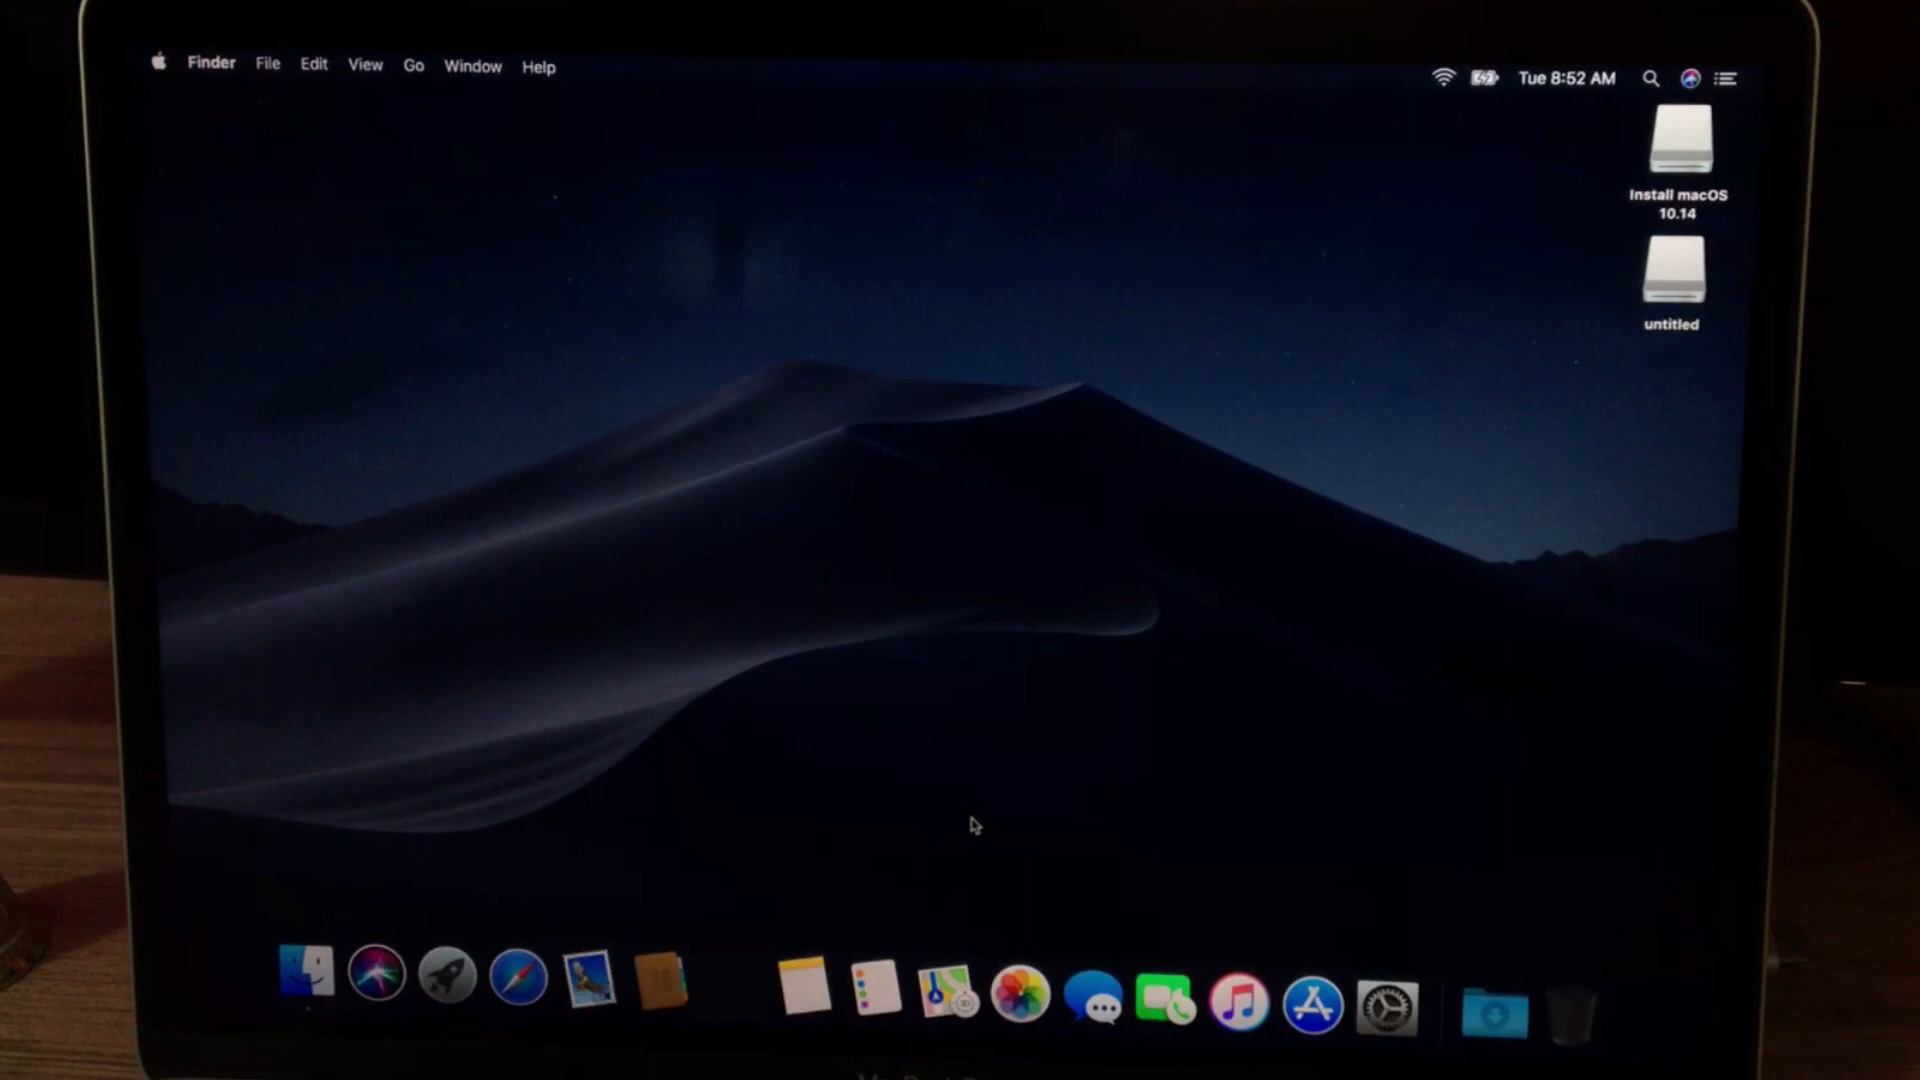 Finder File Edit View Go Window Help
Tue 8:52 AM
Install macOS
10.14
untitled